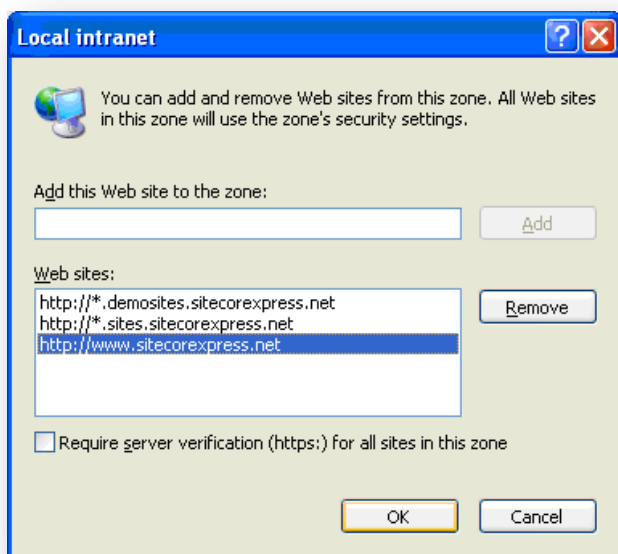 Local intranet
You can add and remove Web sites from this zone. All Web sites
in this zone will use the zone's security settings.
Add this Web site to the zone:
Add
Web sites:
http://*.demosites.sitecorexpress.net
http://*.sites.sitecorexpress.net
http://www.sitecorexpress.net
Remove
Require server verification (https:) for all sites in this zone
OK
Cancel